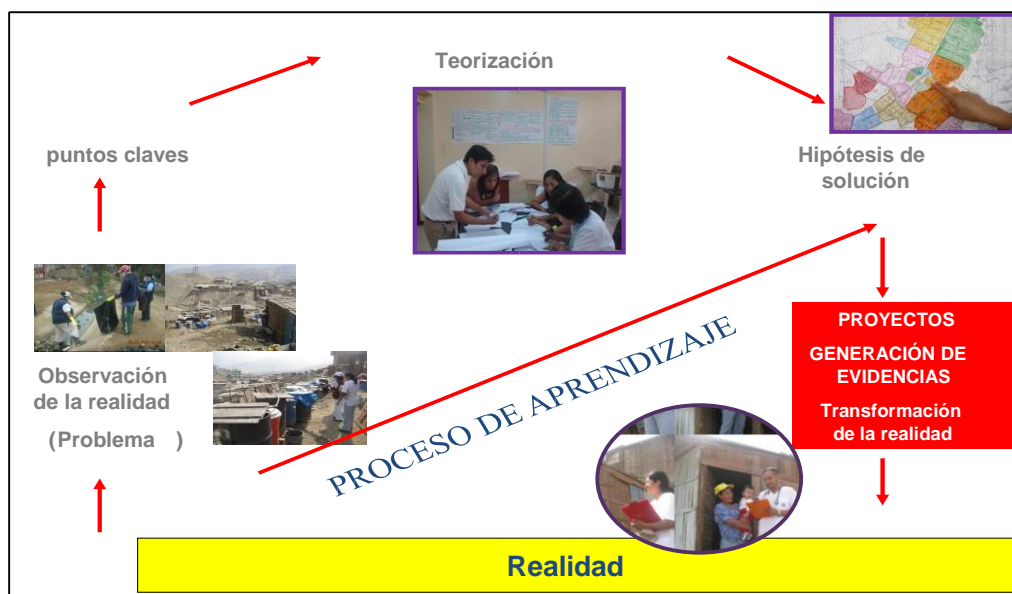 Teorización
puntos claves
Hipótesis de
solución
PROYECTOS
GENERACIÓN DE
EVIDENCIAS
Transformación
de la realidad
Observación
de la realidad
(Problema )
PROCESO DE APRENDIZAJE
Realidad